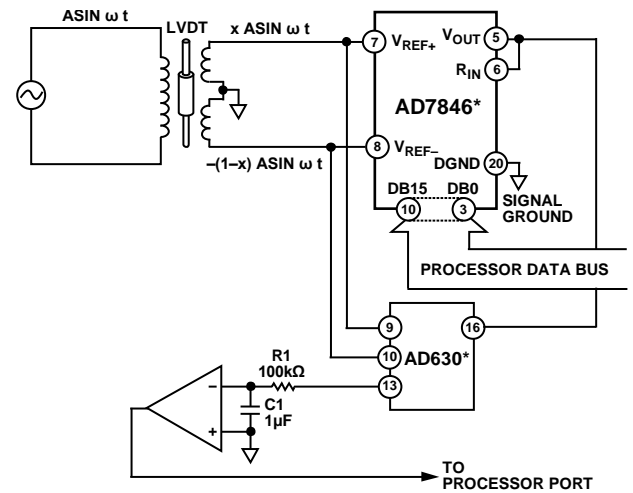 ASIN ω t
LVDT
x ASIN ω t
–(1–x) ASIN ω t
7
VREF+
VOUT
5
RIN
6
AD7846*
8
VREF–
DGND
20
DB15
DB0
10
3
SIGNAL
GROUND
PROCESSOR DATA BUS
9
16
10
AD630*
13
R1
100kΩ
C1
1µF
–
+
TO
PROCESSOR PORT